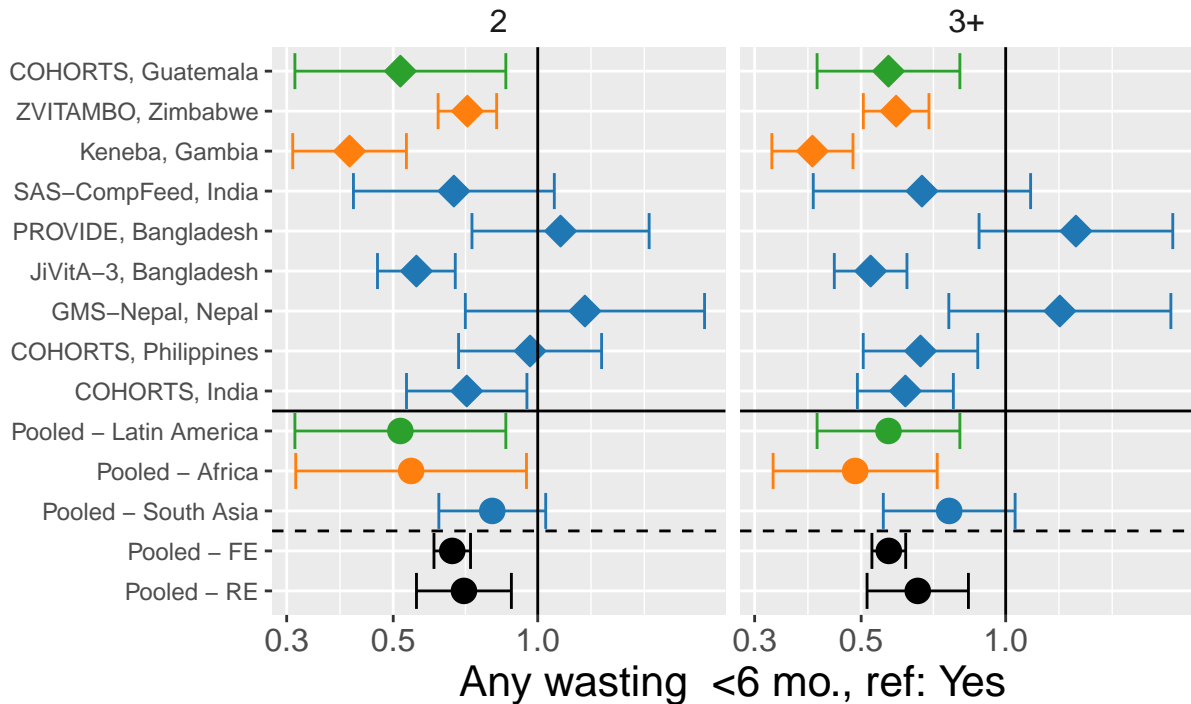 2 3+
COHORTS, Guatemala
ZVITAMBO, Zimbabwe
Keneba, Gambia
SAS−CompFeed, India
PROVIDE, Bangladesh
JiVitA−3, Bangladesh
GMS−Nepal, Nepal
COHORTS, Philippines
COHORTS, India
Pooled − Latin America
Pooled − Africa
Pooled − South Asia
Pooled − FE
Pooled − RE
0.3 0.5 1.0 0.3 0.5 1.0
Any wasting <6 mo., ref: Yes